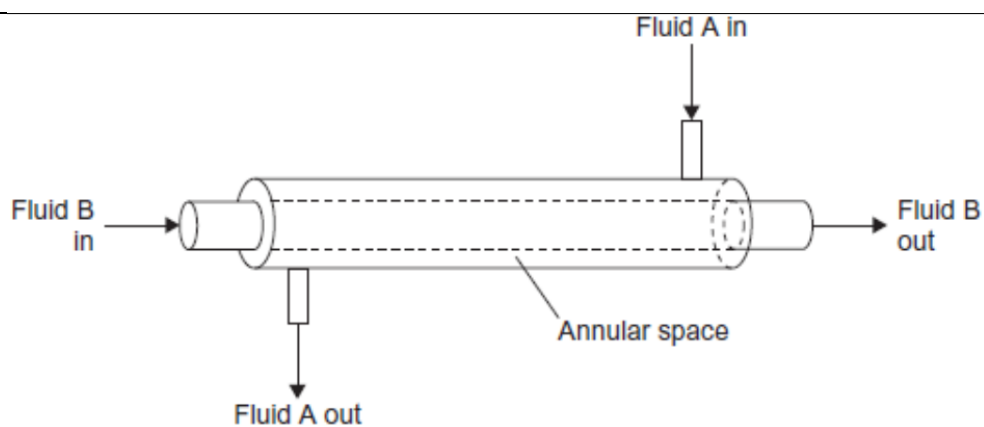 Fluid A in
Fluid B
in
Fluid B
out
Annular space
Fluid A out